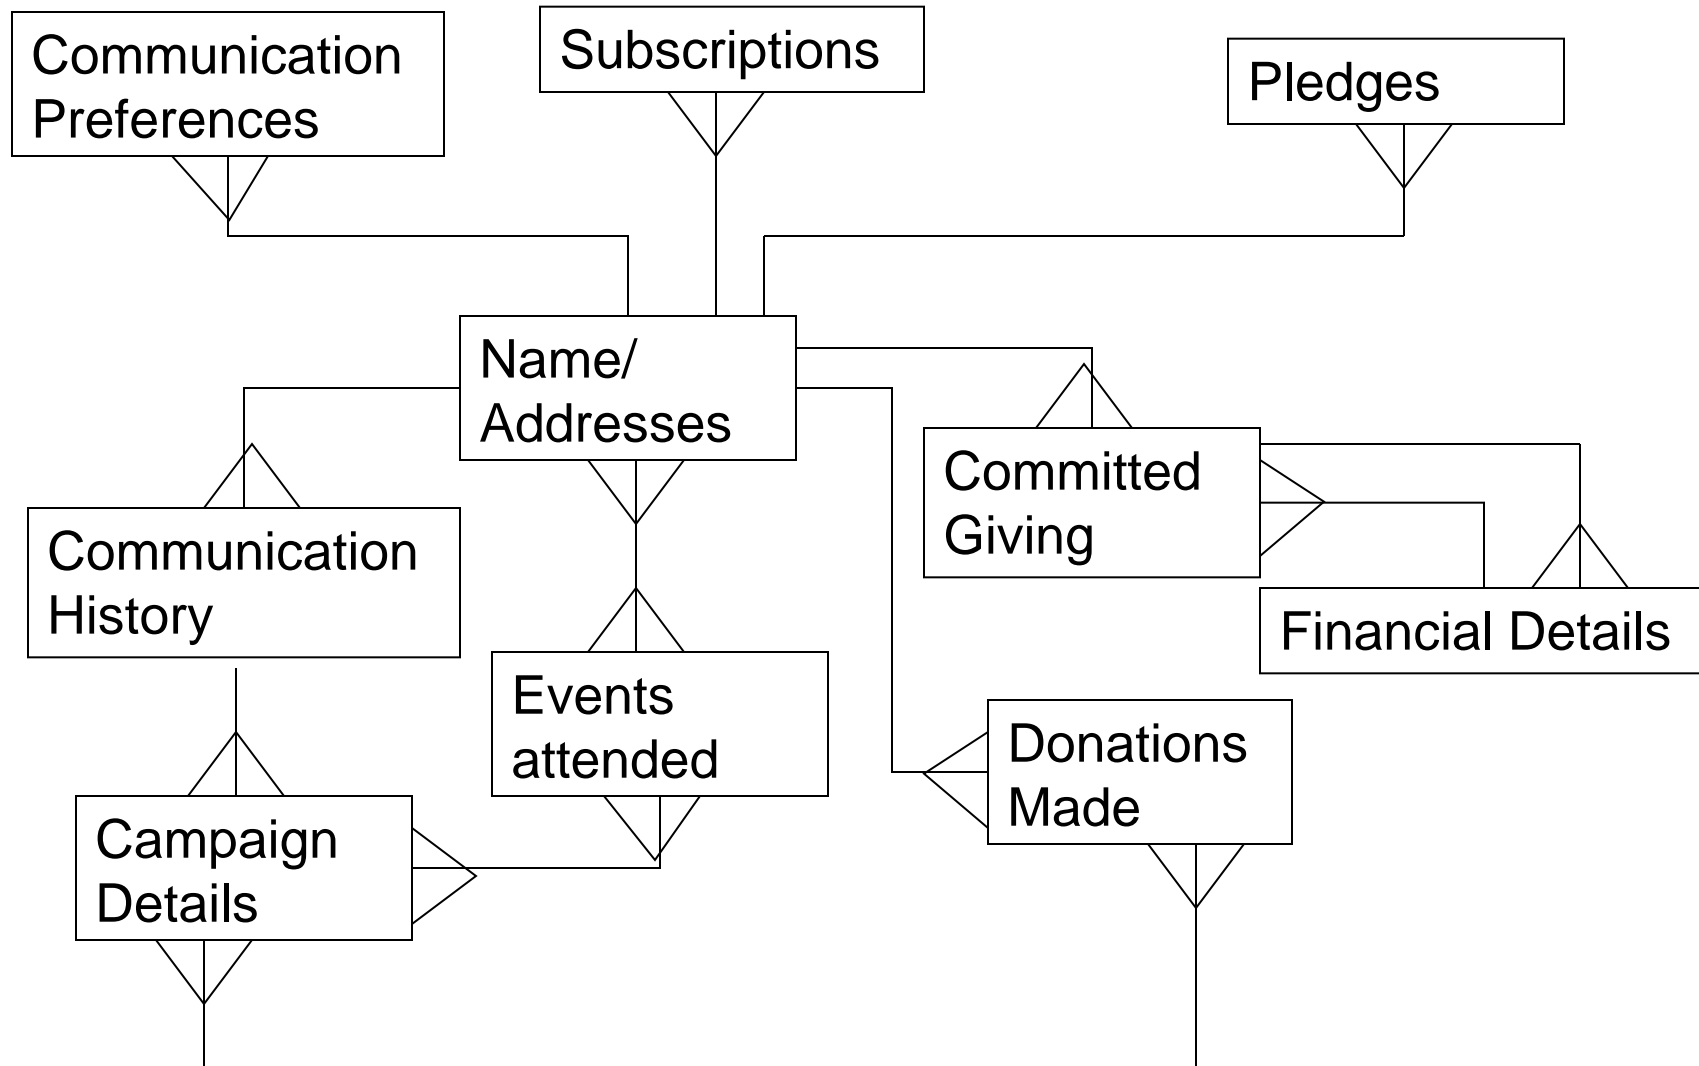 Communication
Preferences
Subscriptions
Pledges
Name/
Addresses
Committed
Giving
Communication
History
Financial Details
Events
attended
Donations
Made
Campaign
Details